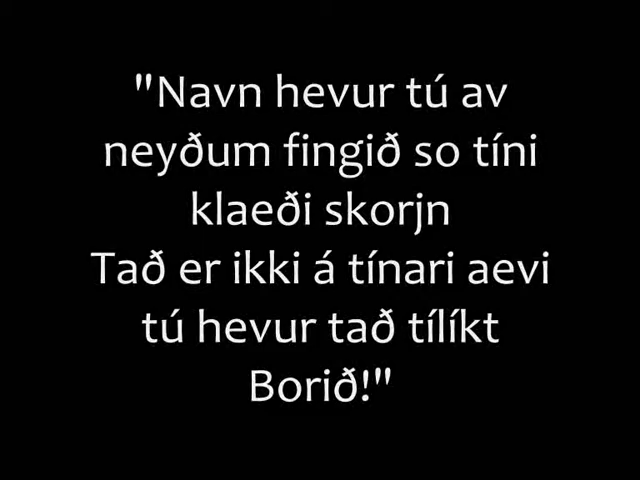 "Navn hevur tú av
neyðum fingið so tíni
klaeði skorjn
Tað er ikki á tínari aevi
tú hevur tað tílíkt
Borið!"